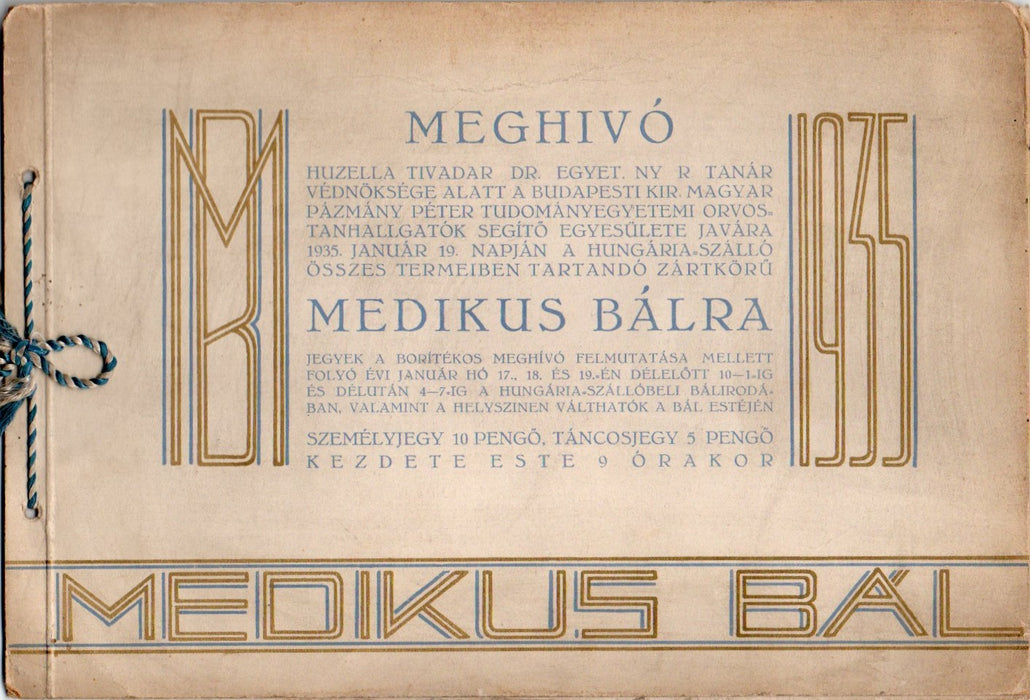 MEGHIVÓ
HUZELLA TIVADAR DR. EGYET. NY R TANÁR
VÉDNÖKSÉGE ALATT A BUDAPESTI KIR. MAGYAR
PÁZMÁNY PÉTER TUDOMÁNYEGYETEMI ORVOS=
TANHALLGATÓK SEGÍTŐ EGYESÜLETE JAVÁRA
1935. JANUÁR 19. NAPJÁN A HUNGÁRIA=SZÁLLÓ
ÖSSZES TERMEIBEN TARTANDÓ ZÁRTKÖRŰ
MEDIKUS BÁLRA
JEGYEK A BORÍTÉKOS MEGHÍVÓ FELMUTATÁSA MELLETT
FOLYÓ ÉVI JANUÁR HÓ 17., 18. ÉS 19.=ÉN DÉLELŐTT 10—1=IG
ÉS DÉLUTÁN 4—7=IG A HUNGÁRIA=SZÁLLÓBELI BÁLIRODÁ=
BAN, VALAMINT A HELYSZINEN VÁLTHATÓK A BÁL ESTÉJÉN
SZEMÉLYJEGY 10 PENGŐ, TÁNCOSJEGY 5 PENGŐ
KEZDETE ESTE 9 ÓRAKOR
1935
MEDIKUS BÁL